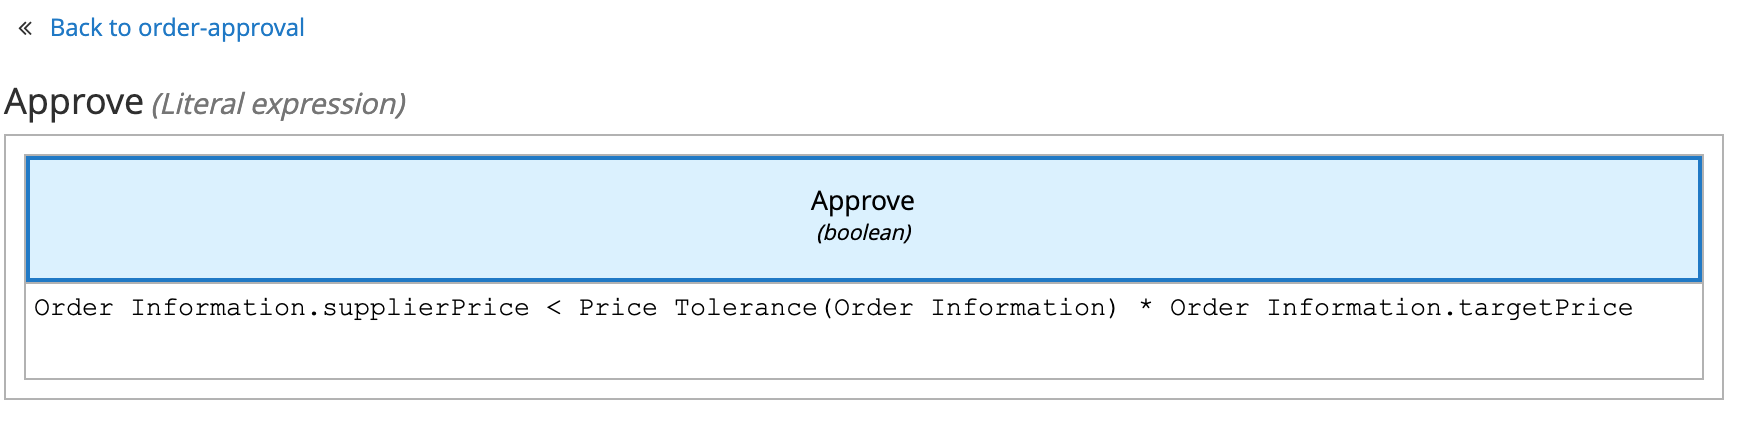 « Back to order-approval
Approve (Literal expression)
Approve
(boolean)
Order Information.supplierPrice < Price Tolerance(Order Information) * Order Information.targetPrice